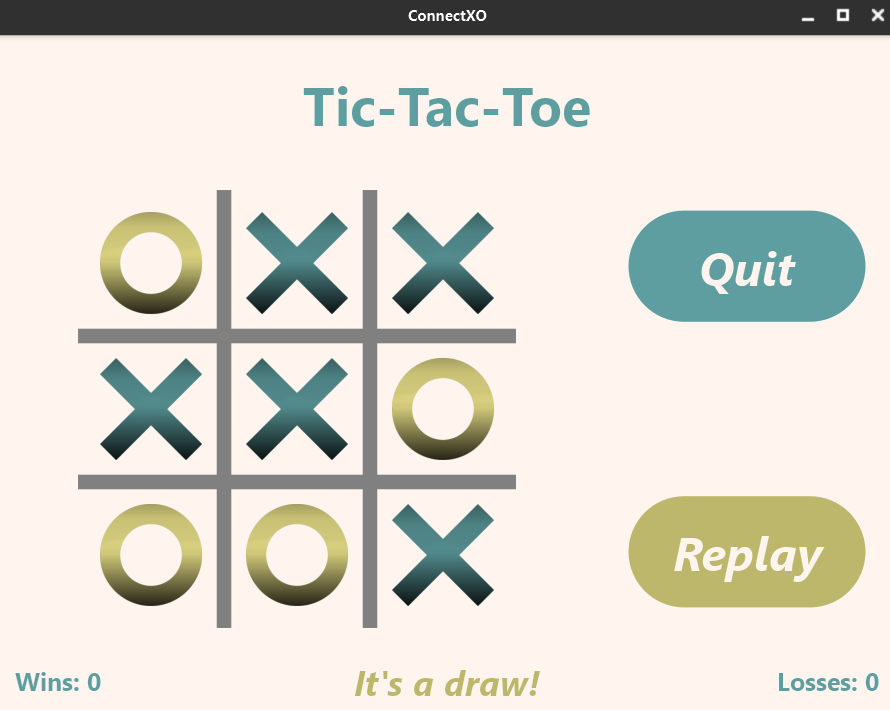 ConnectXO
Tic-Tac-Toe
Quit
Replay
Wins: 0
It's a draw!
Losses: 0